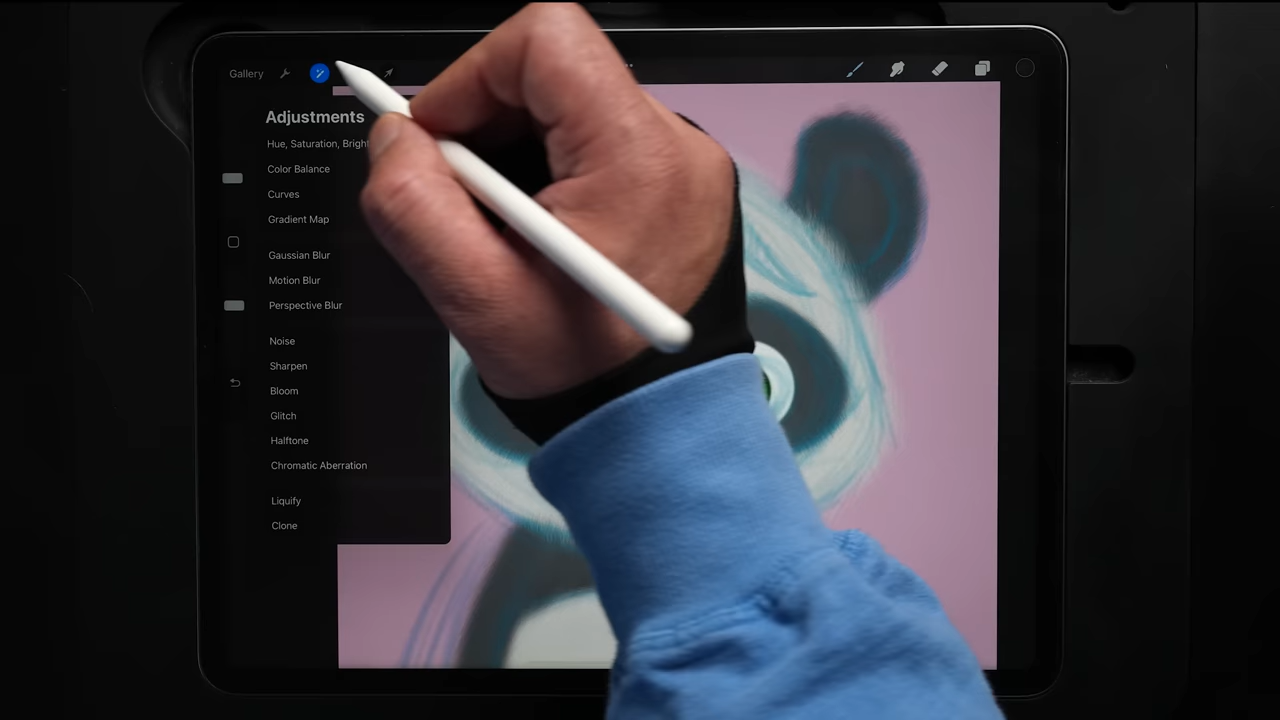 Gallery
Adjustments
Hue, Saturation, Bright
Color Balance
Curves
Gradient Map
Gaussian Blur
Motion Blur
Perspective Blur
Noise
Sharpen
Bloom
Glitch
Halftone
Chromatic Aberration
Liquify
Clone